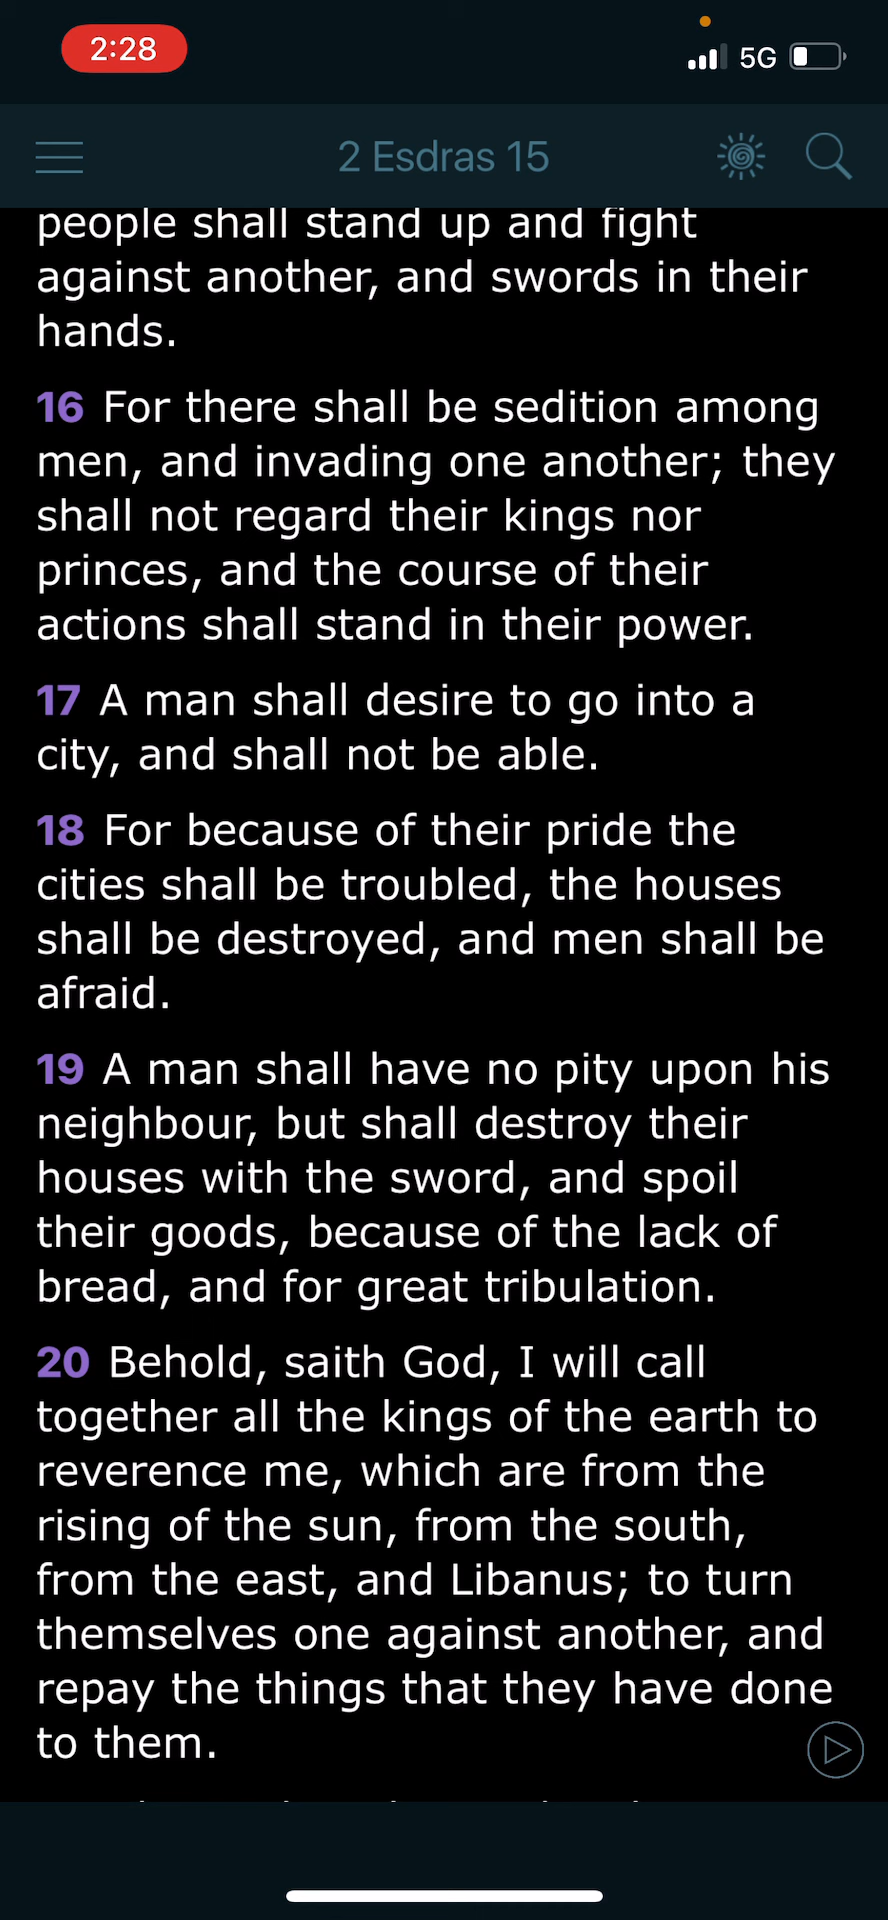 2:28
5G
2 Esdras 15
people shall stand up and fight
against another, and swords in their
hands.
16 For there shall be sedition among
men, and invading one another; they
shall not regard their kings nor
princes, and the course of their
actions shall stand in their power.
17 A man shall desire to go into a
city, and shall not be able.
18 For because of their pride the
cities shall be troubled, the houses
shall be destroyed, and men shall be
afraid.
19 A man shall have no pity upon his
neighbour, but shall destroy their
houses with the sword, and spoil
their goods, because of the lack of
bread, and for great tribulation.
20 Behold, saith God, I will call
together all the kings of the earth to
reverence me, which are from the
rising of the sun, from the south,
from the east, and Libanus; to turn
themselves one against another, and
repay the things that they have done
to them.